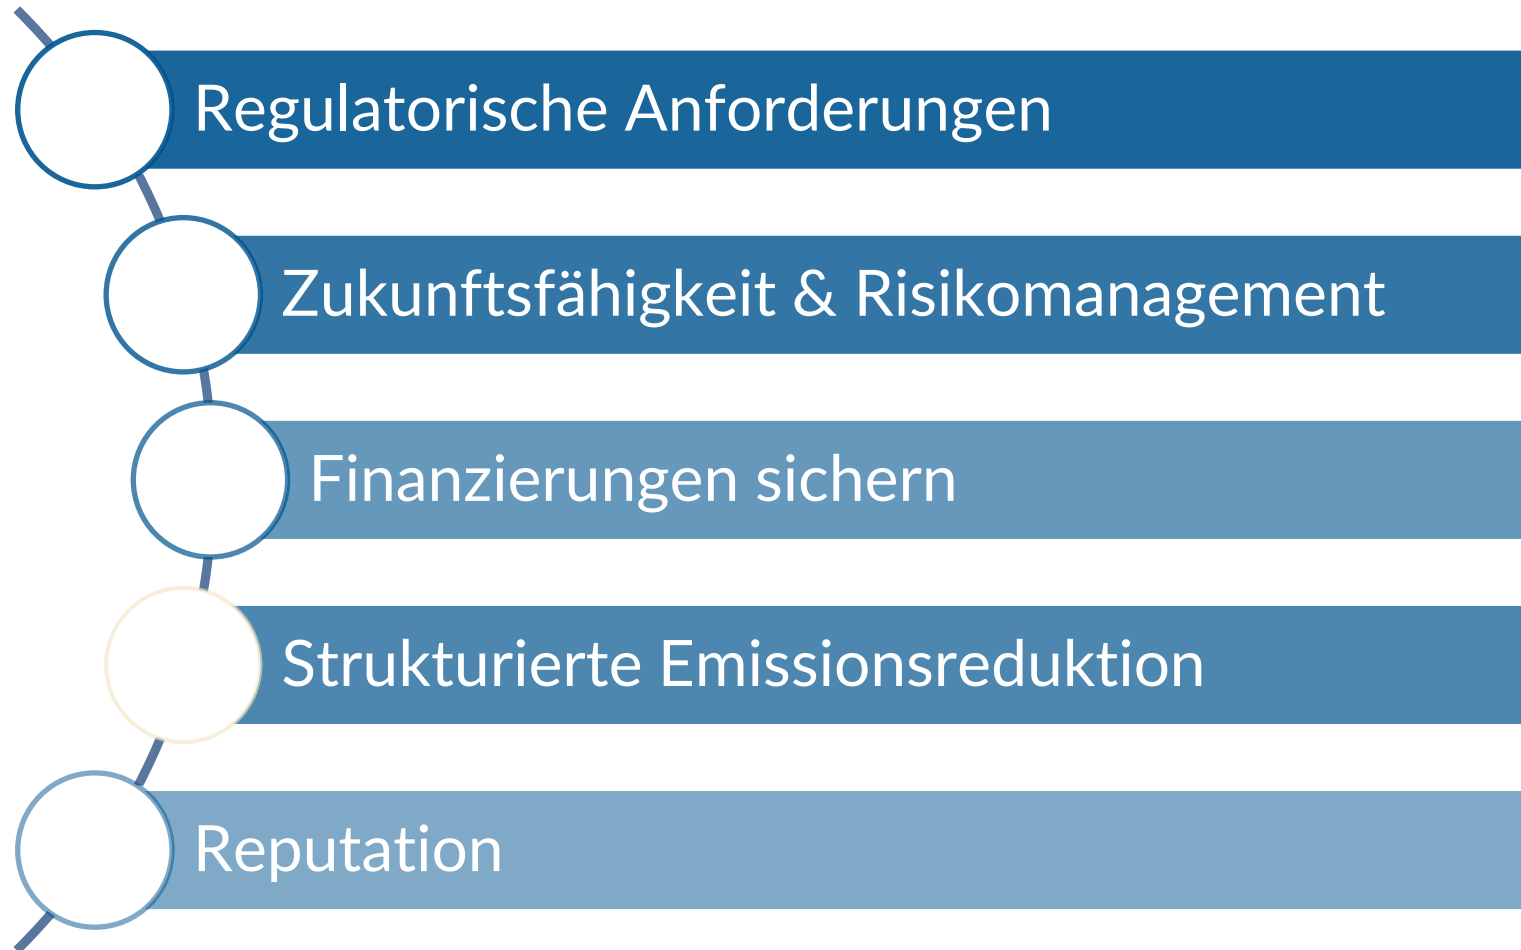 Regulatorische Anforderungen
Zukunftsfähigkeit & Risikomanagement
Finanzierungen sichern
Strukturierte Emissionsreduktion
Reputation